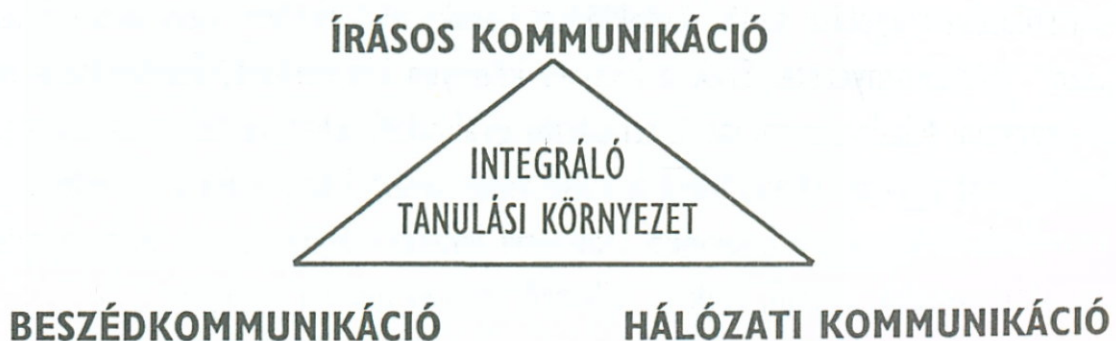 ÍRÁSOS KOMMUNIKÁCIÓ
INTEGRÁLÓ
TANULÁSI KÖRNYEZET
BESZÉDKOMMUNIKÁCIÓ
HÁLÓZATI KOMMUNIKÁCIÓ